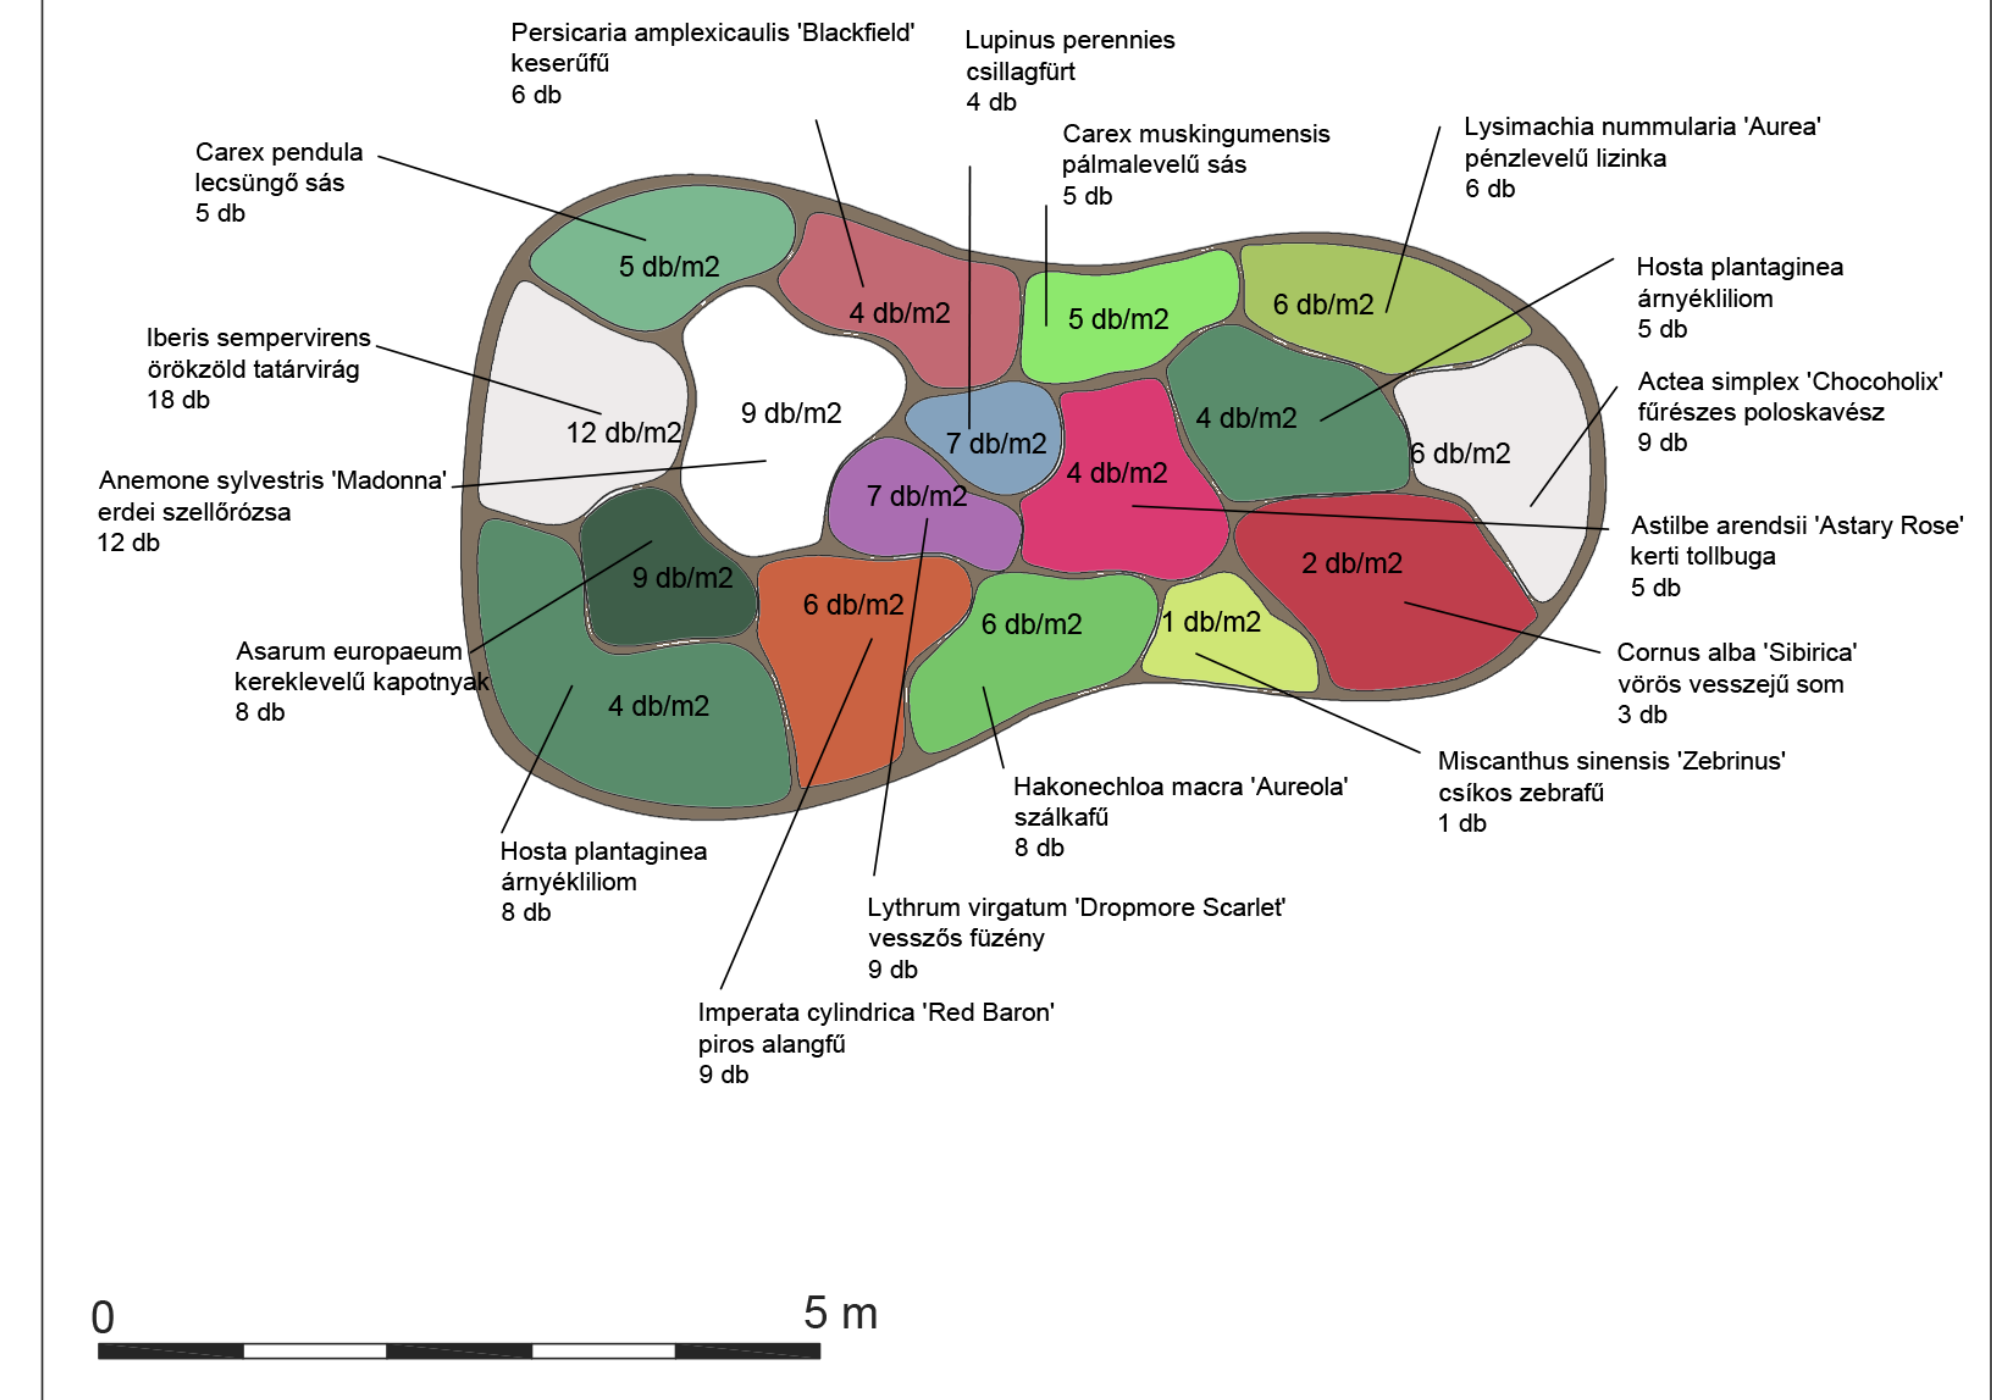 Persicaria amplexicaulis 'Blackfield'
keserűfű
6 db
Lupinus perennies
csillagfürt
4 db
Carex muskingumensis
pálmalevelű sás
5 db
Lysimachia nummularia 'Aurea'
pénzlevelű lizinka
6 db
Carex pendula
lecsüngő sás
5 db
Hosta plantaginea
árnyékliliom
5 db
Iberis sempervirens
örökzöld tatárvirág
18 db
Actea simplex 'Chocoholix'
fűrészes poloskavész
9 db
Anemone sylvestris 'Madonna'
erdei szellőrózsa
12 db
Astilbe arendsii 'Astary Rose'
kerti tollbuga
5 db
Asarum europaeum
kereklevelű kapotnyak
8 db
Cornus alba 'Sibirica'
vörös vesszejű som
3 db
Miscanthus sinensis 'Zebrinus'
csíkos zebrafű
1 db
Hakonechloa macra 'Aureola'
szálkafű
8 db
Hosta plantaginea
árnyékliliom
8 db
Lythrum virgatum 'Dropmore Scarlet'
vesszős füzény
9 db
Imperata cylindrica 'Red Baron'
piros alangfű
9 db
5 db/m2
4 db/m2
5 db/m2
6 db/m2
12 db/m2
9 db/m2
7 db/m2
4 db/m2
4 db/m2
6 db/m2
7 db/m2
9 db/m2
6 db/m2
6 db/m2
1 db/m2
2 db/m2
4 db/m2
0
5 m